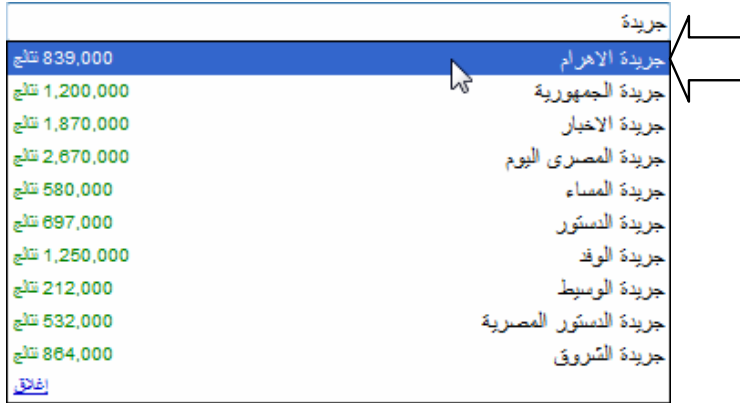 جريدة
جريدة الاهرام 839,000 نتائج
جريدة الجمهورية 1,200,000 نتائج
جريدة الاخبار 1,870,000 نتائج
جريدة المصرى اليوم 2,670,000 نتائج
جريدة المساء 580,000 نتائج
جريدة الدستور 697,000 نتائج
جريدة الوفد 1,250,000 نتائج
جريدة الوسيط 212,000 نتائج
جريدة الدستور المصرية 532,000 نتائج
جريدة الشروق 864,000 نتائج
إغلاق